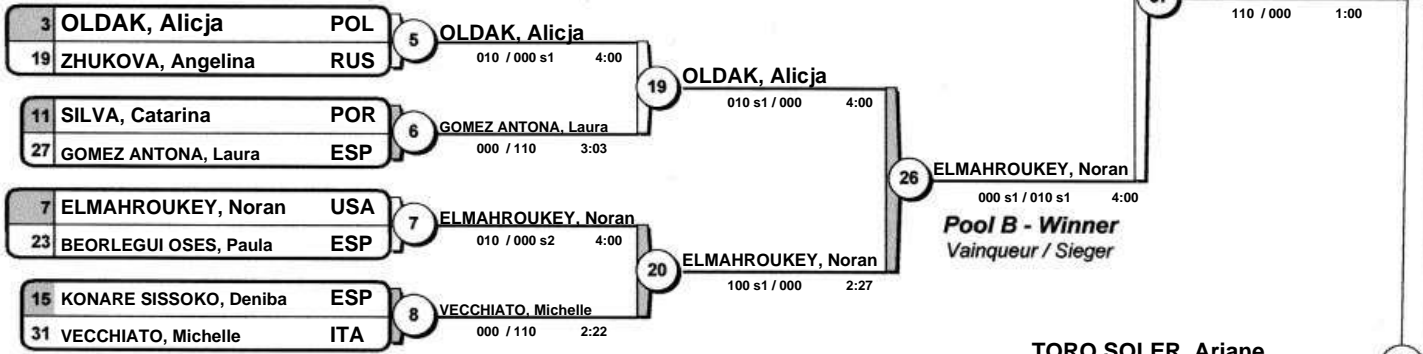 3 OLDAK, Alicja POL
19 ZHUKOVA, Angelina RUS
5
OLDAK, Alicja
010 / 000 s1 4:00
11 SILVA, Catarina POR
27 GOMEZ ANTONA, Laura ESP
6
GOMEZ ANTONA, Laura
000 / 110 3:03
19
OLDAK, Alicja
010 s1 / 000 4:00
7 ELMAHROUKEY, Noran USA
23 BEORLEGUI OSES, Paula ESP
7
ELMAHROUKEY, Noran
010 / 000 s2 4:00
15 KONARE SISSOKO, Deniba ESP
31 VECCHIATO, Michelle ITA
8
VECCHIATO, Michelle
000 / 110 2:22
20
ELMAHROUKEY, Noran
100 s1 / 000 2:27
26
ELMAHROUKEY, Noran
000 s1 / 010 s1 4:00
Pool B - Winner
Vainqueur / Sieger
110 / 000 1:00
TORO SOLER, Ariane